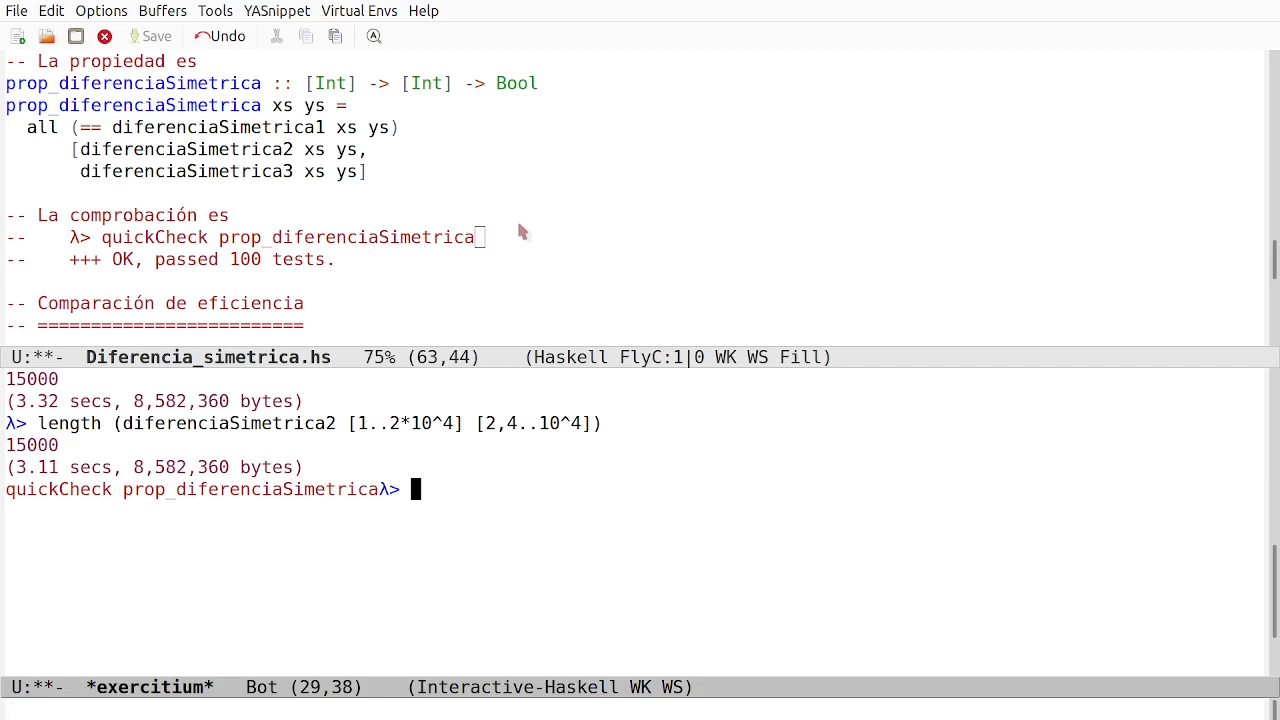 File Edit Options Buffers Tools YASnippet Virtual Envs Help
Save Undo
-- La propiedad es
prop_diferenciaSimetrica :: [Int] -> [Int] -> Bool
prop_diferenciaSimetrica xs ys =
  all (== diferenciaSimetrica1 xs ys)
      [diferenciaSimetrica2 xs ys,
       diferenciaSimetrica3 xs ys]
-- La comprobación es
--    λ> quickCheck prop_diferenciaSimetrica
--    +++ OK, passed 100 tests.
-- Comparación de eficiencia
-- =========================
U:**-  Diferencia_simetrica.hs   75% (63,44)    (Haskell FlyC:1|0 WK WS Fill)
15000
(3.32 secs, 8,582,360 bytes)
λ> length (diferenciaSimetrica2 [1..2*10^4] [2,4..10^4])
15000
(3.11 secs, 8,582,360 bytes)
quickCheck prop_diferenciaSimetricaλ>
U:**-  *exercitium*   Bot (29,38)    (Interactive-Haskell WK WS)